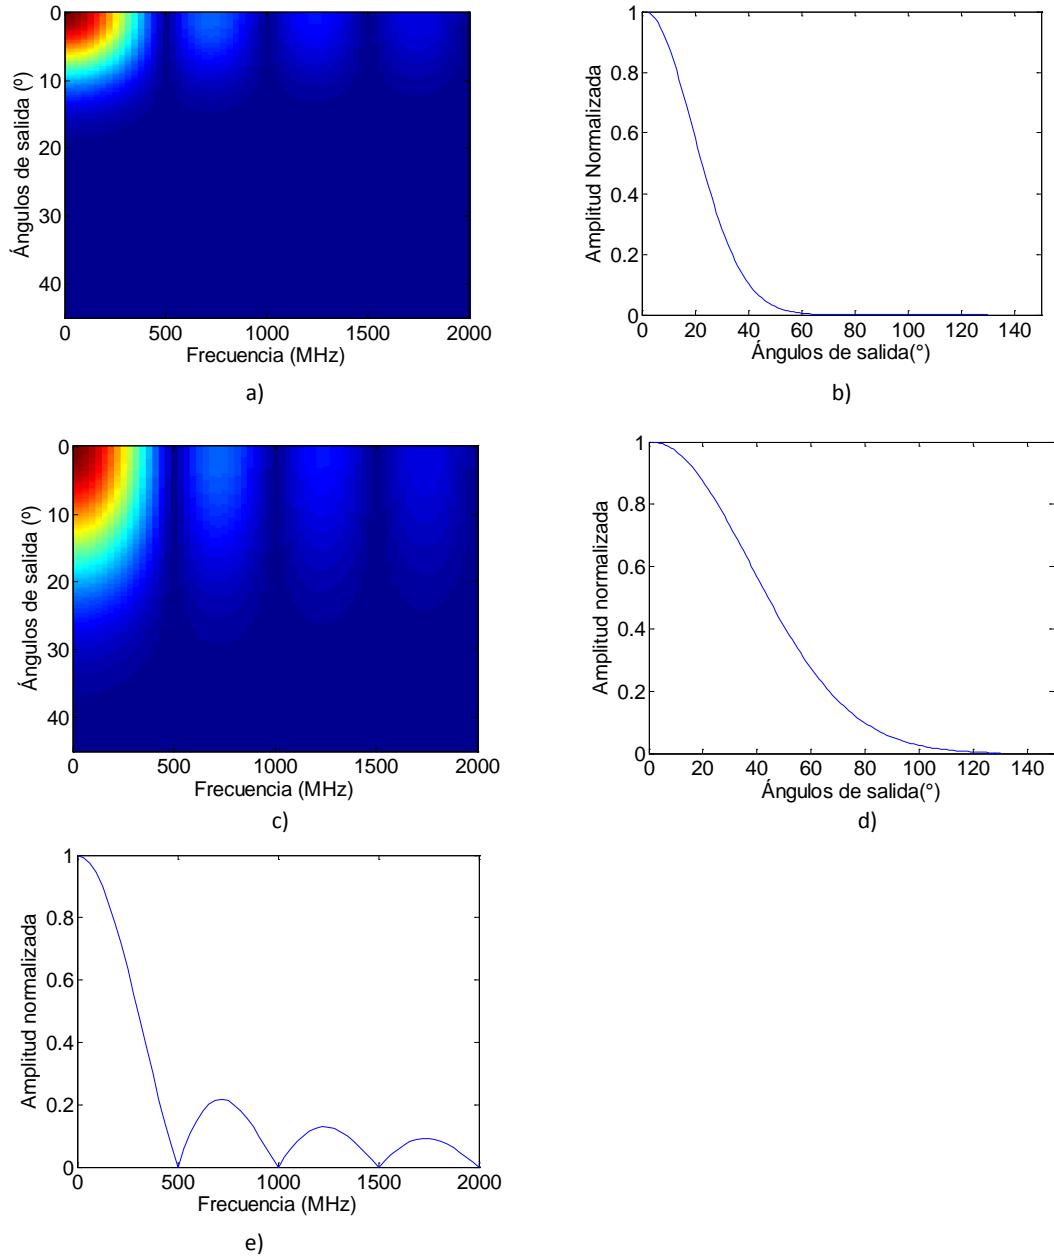 0
10
20
30
40
Ángulos de salida (º)
0 500 1000 1500 2000
Frecuencia (MHz)
a)
1
0.8
0.6
0.4
0.2
0
Amplitud Normalizada
0 20 40 60 80 100 120 140
Ángulos de salida(°)
b)
0
10
20
30
40
Ángulos de salida (º)
0 500 1000 1500 2000
Frecuencia (MHz)
c)
1
0.8
0.6
0.4
0.2
0
Amplitud normalizada
0 20 40 60 80 100 120 140
Ángulos de salida(°)
d)
1
0.8
0.6
0.4
0.2
0
Amplitud normalizada
0 500 1000 1500 2000
Frecuencia (MHz)
e)